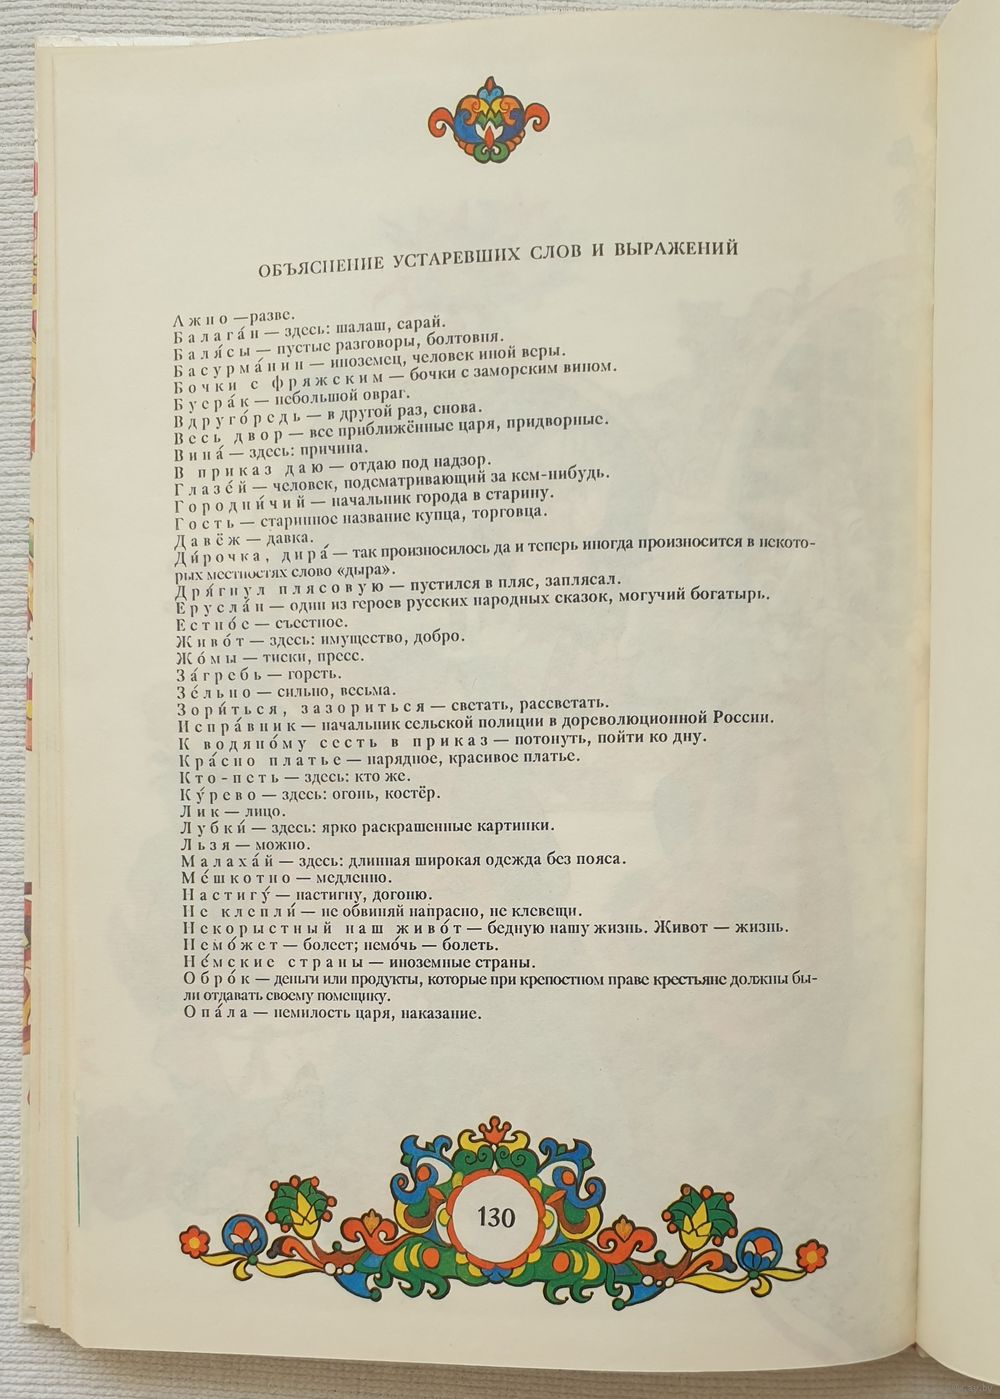 ОБЪЯСНЕНИЕ УСТАРЕВШИХ СЛОВ И ВЫРАЖЕНИЙ
Ажно — разве.
Балага́н — здесь: шалаш, сарай.
Баля́сы — пустые разговоры, болтовня.
Басурма́нин — иноземец, человек иной веры.
Бочки с фряжским — бочки с заморским вином.
Буера́к — небольшой овраг.
Вдруго́редь — в другой раз, снова.
Весь двор — все приближённые царя, придворные.
Вина́ — здесь: причина.
В приказ даю — отдаю под надзор.
Глазе́й — человек, подсматривающий за кем-нибудь.
Городни́чий — начальник города в старину.
Гость — старинное название купца, торговца.
Давёж — давка.
Ди́рочка, дира́ — так произносилось да и теперь иногда произносится в некото-
рых местностях слово «дыра».
Дря́гнул плясовую — пустился в пляс, заплясал.
Ерусла́н — один из героев русских народных сказок, могучий богатырь.
Естно́е — съестное.
Живо́т — здесь: имущество, добро.
Жо́мы — тиски, пресс.
За́гребь — горсть.
Зе́льно — сильно, весьма.
Зори́ться, зазориться — светать, рассветать.
Испра́вник — начальник сельской полиции в дореволюционной России.
К водяно́му сесть в приказ — потонуть, пойти ко дну.
Кра́сно платье — нарядное, красивое платье.
Кто-петь — здесь: кто же.
Ку́рево — здесь: огонь, костёр.
Лик — лицо.
Лубки́ — здесь: ярко раскрашенные картинки.
Льзя — можно.
Малаха́й — здесь: длинная широкая одежда без пояса.
Ме́шкотно — медленно.
Настигу́ — настигну, догоню.
Не клепли́ — не обвиняй напрасно, не клевещи.
Некорыстный наш живо́т — бедную нашу жизнь. Живот — жизнь.
Немо́жет — болеет; немо́чь — болеть.
Не́мские страны — иноземные страны.
Обро́к — деньги или продукты, которые при крепостном праве крестьяне должны бы-
ли отдавать своему помещику.
Опа́ла — немилость царя, наказание.
130